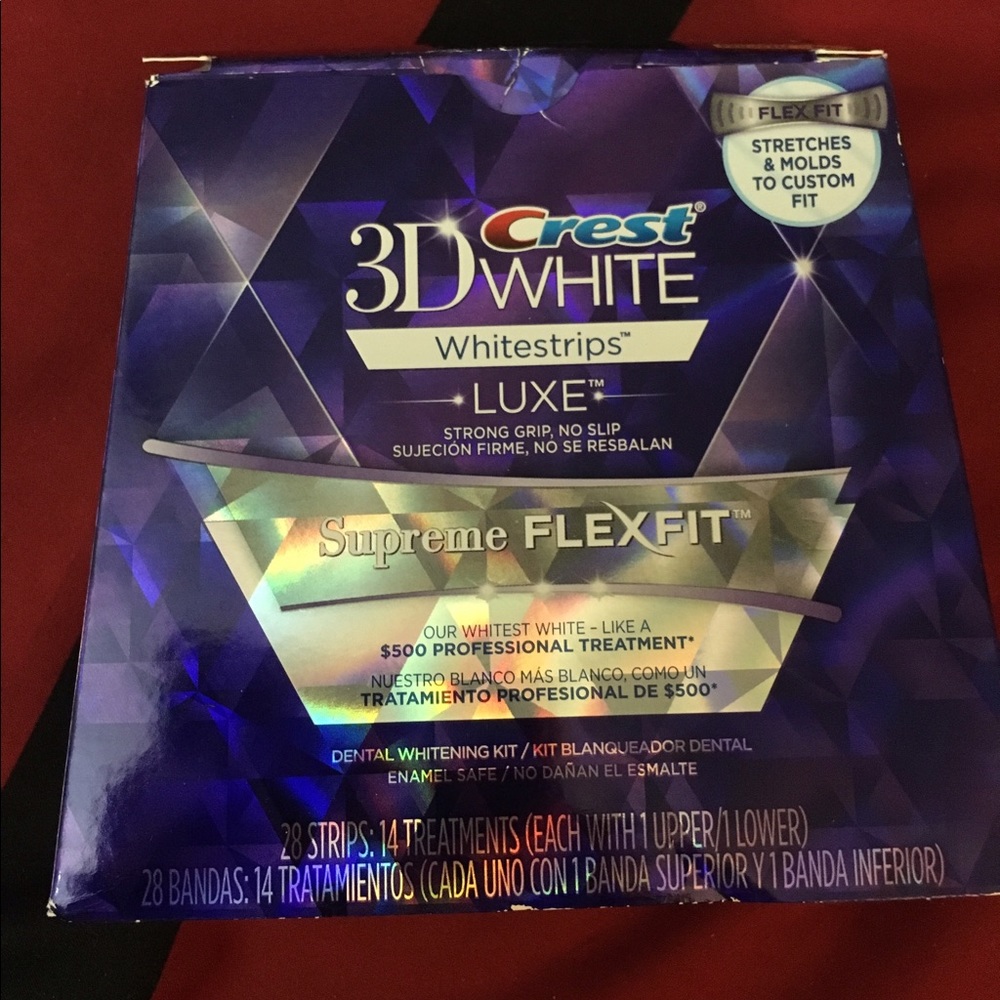 FLEX FIT
STRETCHES
& MOLDS
TO CUSTOM
FIT
Crest®
3D WHITE
Whitestrips™
LUXE™
STRONG GRIP, NO SLIP
SUJECIÓN FIRME, NO SE RESBALAN
Supreme FLEXFIT™
OUR WHITEST WHITE – LIKE A
$500 PROFESSIONAL TREATMENT*
NUESTRO BLANCO MÁS BLANCO, COMO UN
TRATAMIENTO PROFESIONAL DE $500*
DENTAL WHITENING KIT / KIT BLANQUEADOR DENTAL
ENAMEL SAFE / NO DAÑAN EL ESMALTE
28 STRIPS: 14 TREATMENTS (EACH WITH 1 UPPER/1 LOWER)
28 BANDAS: 14 TRATAMIENTOS (CADA UNO CON 1 BANDA SUPERIOR Y 1 BANDA INFERIOR)